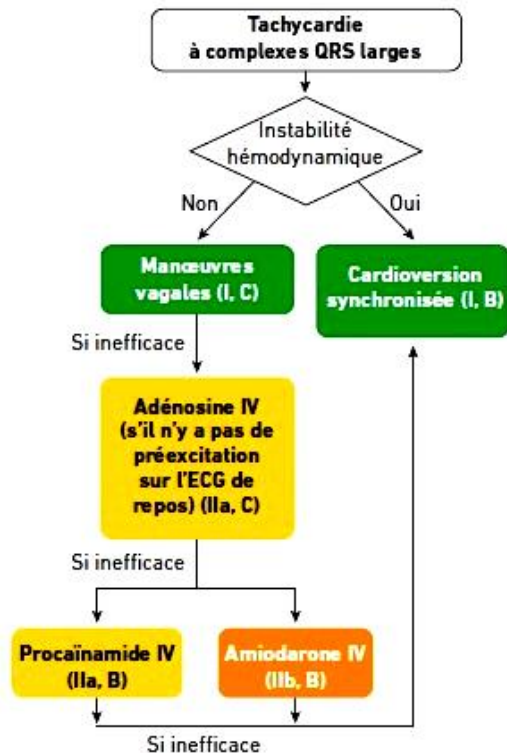 Tachycardie
à complexes QRS larges
Instabilité
hémodynamique
Non
Oui
Manœuvres
vagales (I, C)
Cardioversion
synchronisée (I, B)
Si inefficace
Adénosine IV
(s'il n'y a pas de
préexcitation
sur l'ECG de
repos) (IIa, C)
Si inefficace
Procaïnamide IV
(IIa, B)
Amiodarone IV
(IIb, B)
Si inefficace